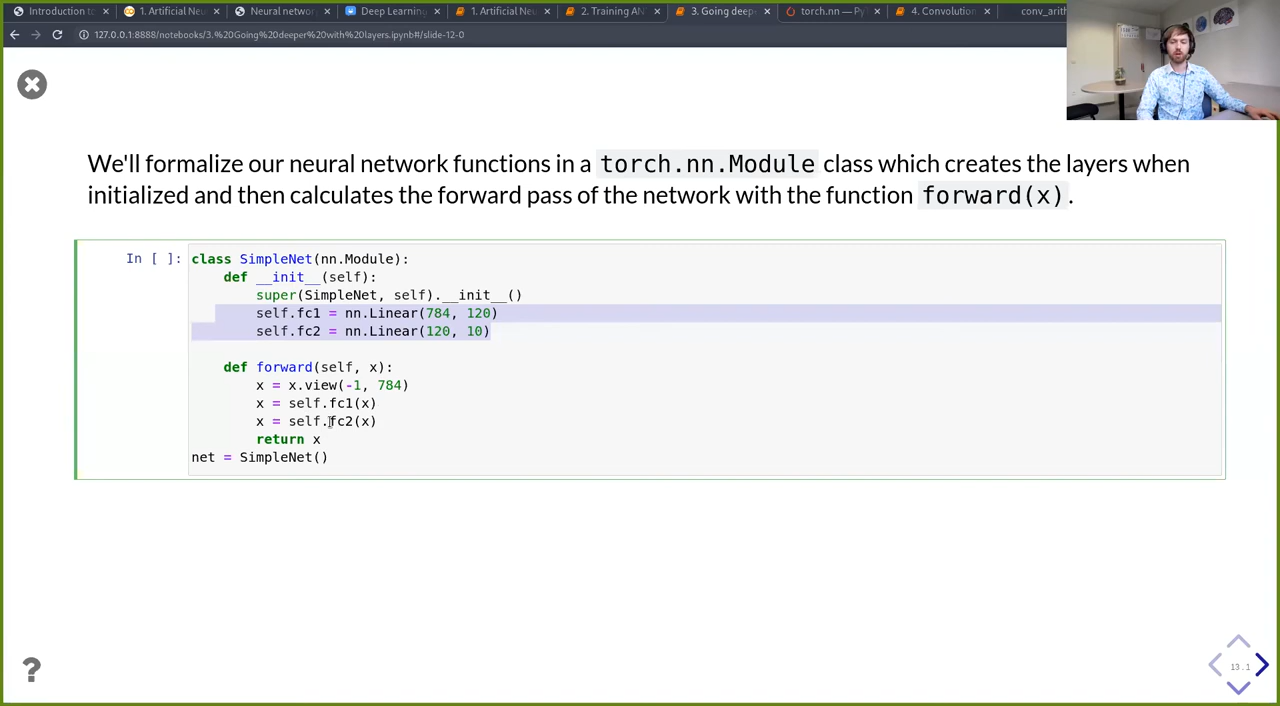 Introduction to
1. Artificial Neu
Neural networ
Deep Learning
1. Artificial Neu
2. Training AN
3. Going deep
torch.nn — Py
4. Convolution
conv_arith
127.0.0.1:8888/notebooks/3.%20Going%20deeper%20with%20layers.ipynb#/slide-12-0
We'll formalize our neural network functions in a torch.nn.Module class which creates the layers when
initialized and then calculates the forward pass of the network with the function forward(x).
In [ ]: class SimpleNet(nn.Module):
def __init__(self):
super(SimpleNet, self).__init__()
self.fc1 = nn.Linear(784, 120)
self.fc2 = nn.Linear(120, 10)
def forward(self, x):
x = x.view(-1, 784)
x = self.fc1(x)
x = self.fc2(x)
return x
net = SimpleNet()
?
13.1